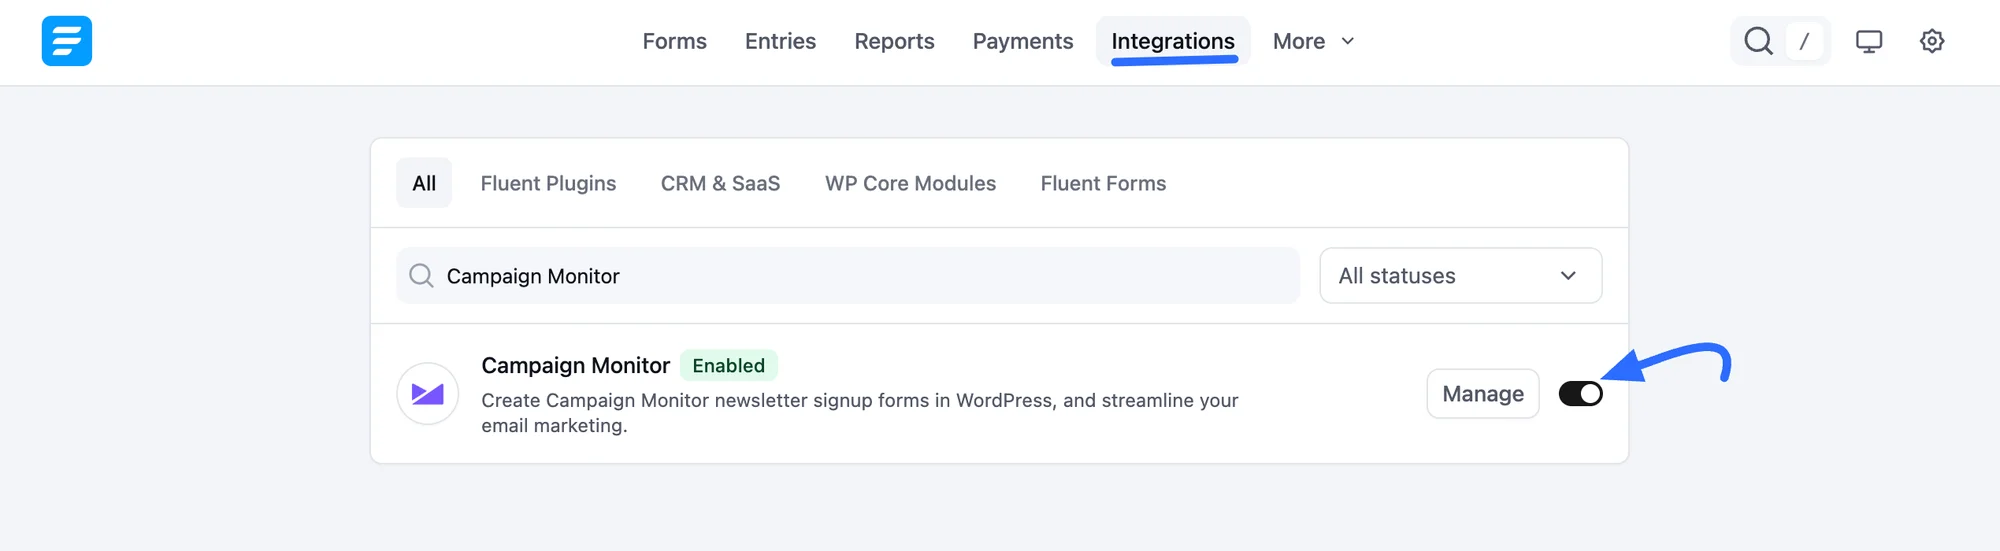 Forms Entries Reports Payments Integrations More /
All Fluent Plugins CRM & SaaS WP Core Modules Fluent Forms
Campaign Monitor All statuses
Campaign Monitor Enabled
Create Campaign Monitor newsletter signup forms in WordPress, and streamline your
email marketing.
Manage